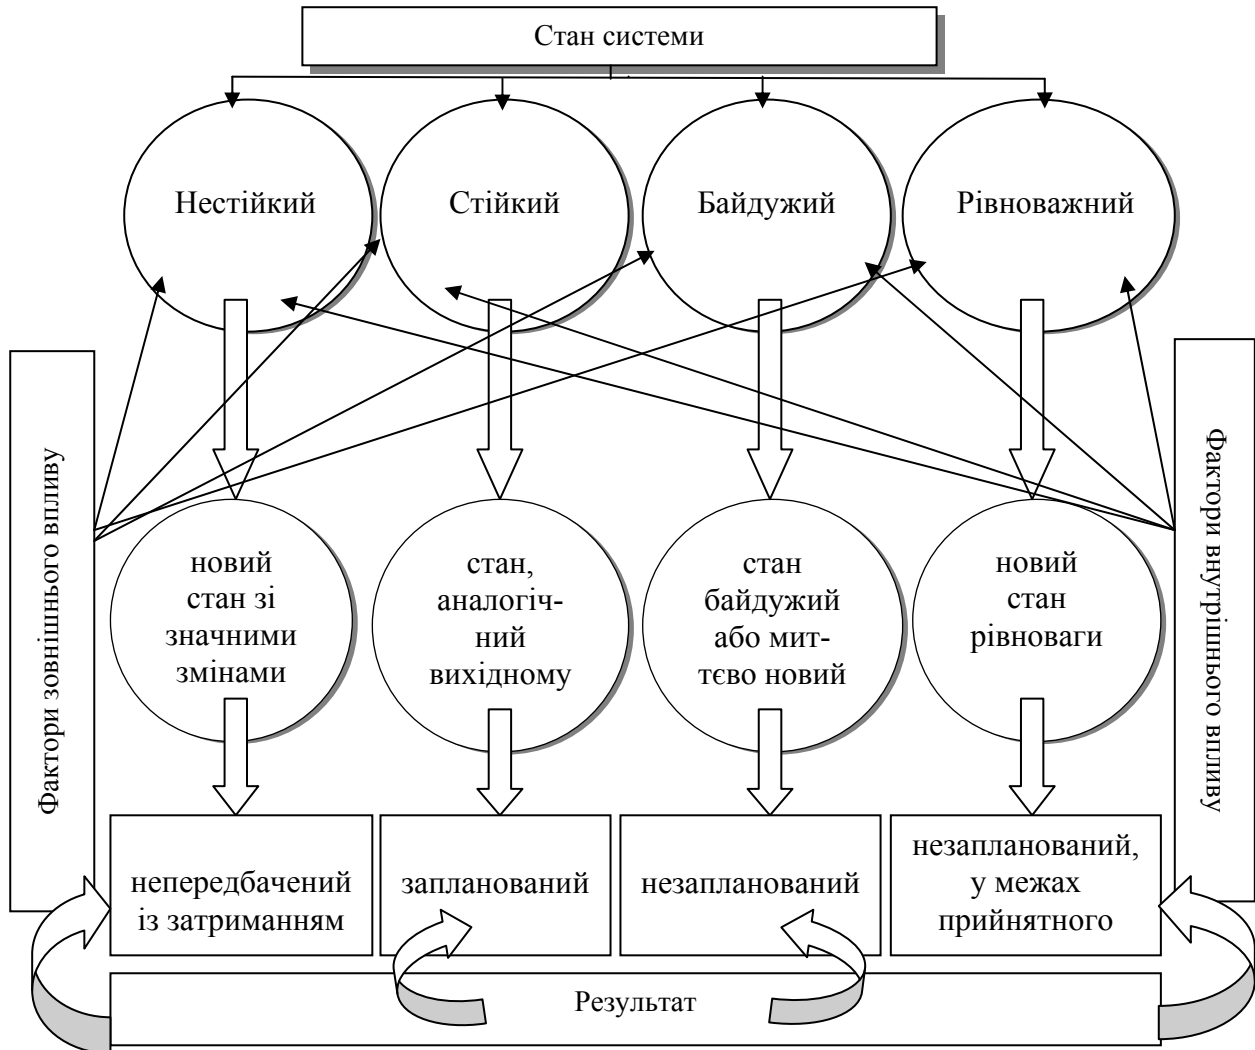 Стан системи
Нестійкий
Стійкий
Байдужий
Рівноважний
Фактори зовнішнього впливу
Фактори внутрішнього впливу
новий
стан зі
значними
змінами
стан,
аналогіч-
ний
вихідному
стан
байдужий
або мит-
тєво новий
новий
стан
рівноваги
непередбачений
із затриманням
запланований
незапланований
незапланований,
у межах
прийнятного
Результат